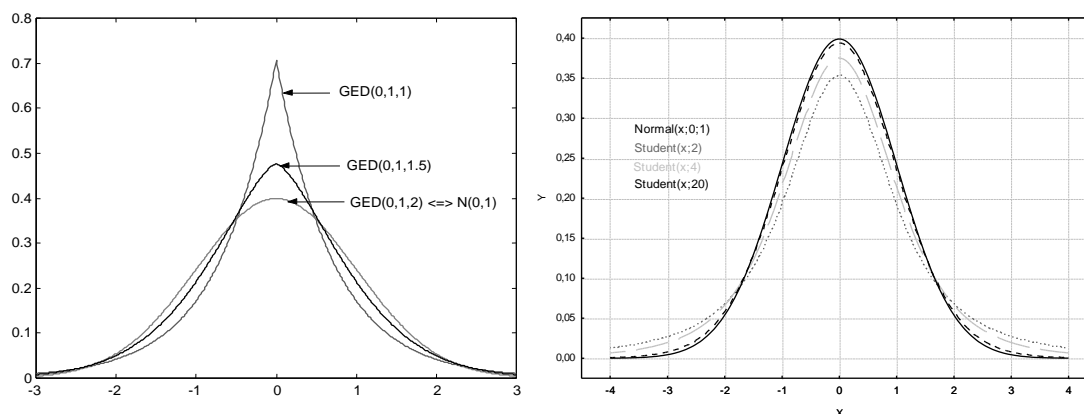 0.8
0.7
0.6
0.5
0.4
0.3
0.2
0.1
0
-3 -2 -1 0 1 2 3
GED(0,1,1)
GED(0,1,1.5)
GED(0,1,2) <=> N(0,1)
Y
0,40
0,35
0,30
0,25
0,20
0,15
0,10
0,05
0,00
-4 -3 -2 -1 0 1 2 3 4
X
Normal(x;0;1)
Student(x;2)
Student(x;4)
Student(x;20)